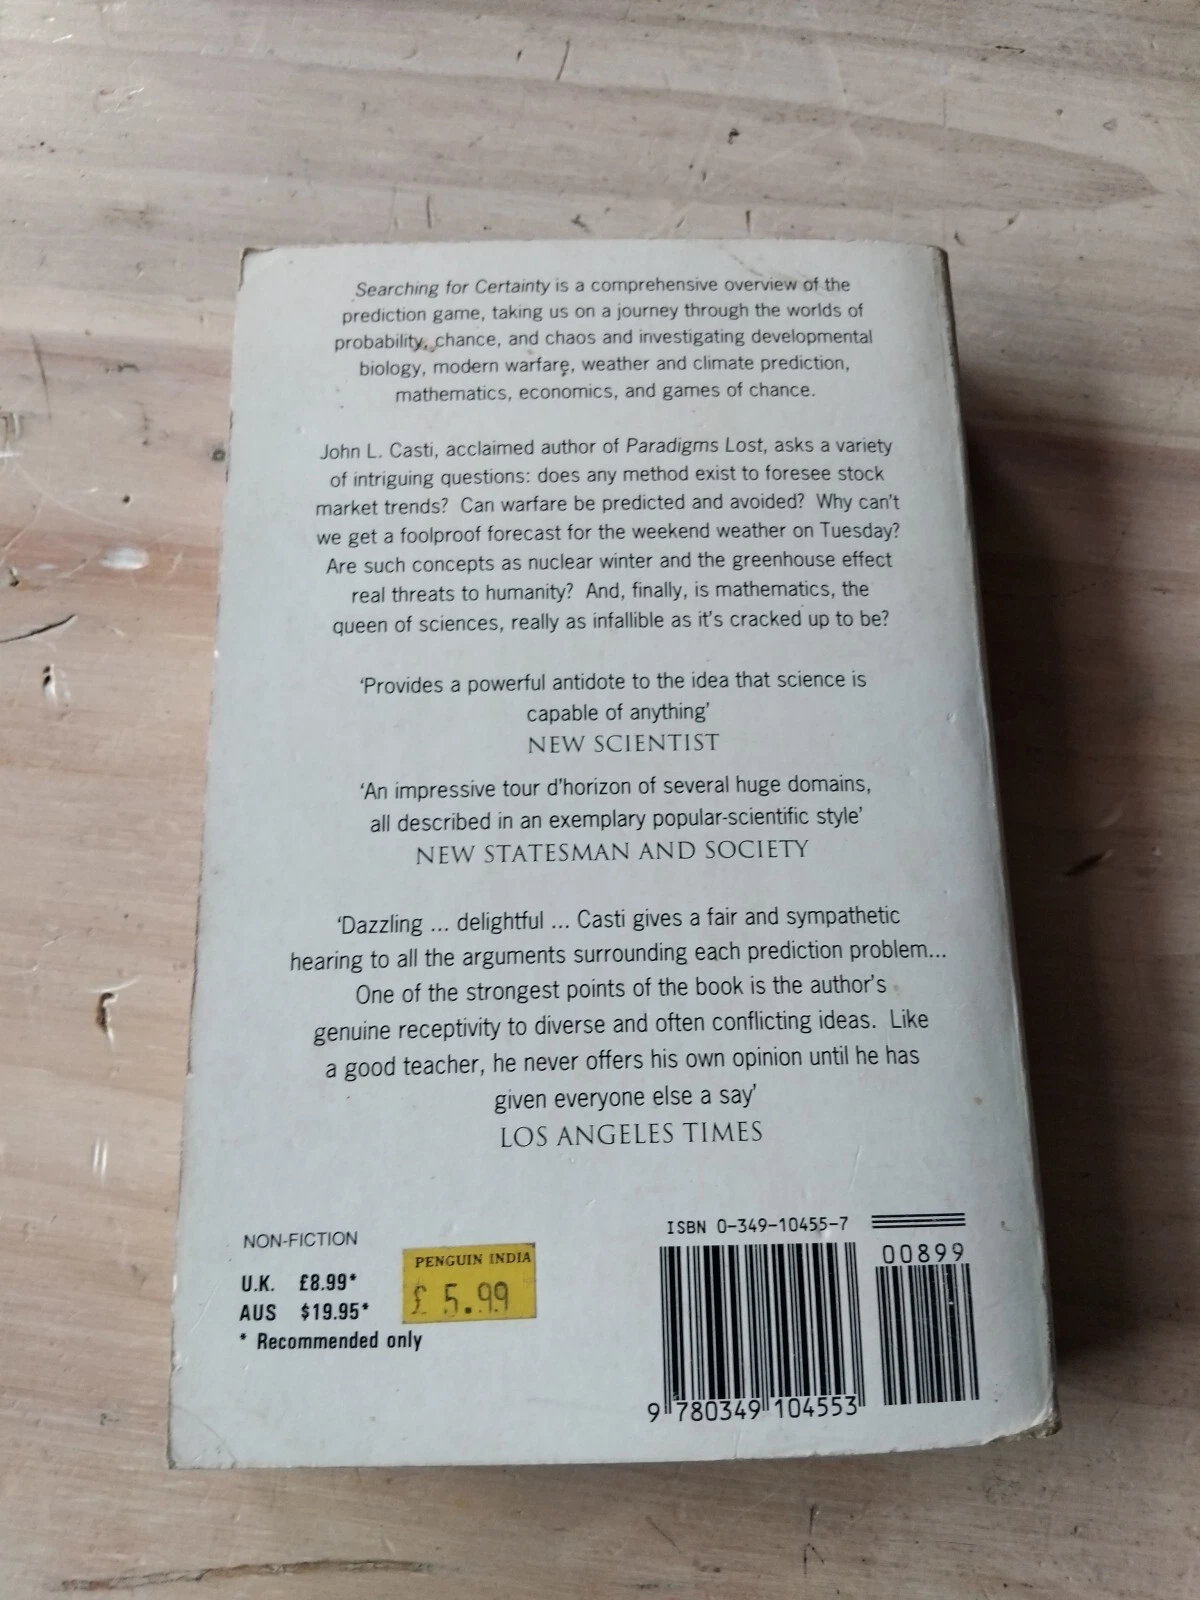 Searching for Certainty is a comprehensive overview of the
prediction game, taking us on a journey through the worlds of
probability, chance, and chaos and investigating developmental
biology, modern warfare, weather and climate prediction,
mathematics, economics, and games of chance.
John L. Casti, acclaimed author of Paradigms Lost, asks a variety
of intriguing questions: does any method exist to foresee stock
market trends? Can warfare be predicted and avoided? Why can't
we get a foolproof forecast for the weekend weather on Tuesday?
Are such concepts as nuclear winter and the greenhouse effect
real threats to humanity? And, finally, is mathematics, the
queen of sciences, really as infallible as it's cracked up to be?
‘Provides a powerful antidote to the idea that science is
capable of anything’
NEW SCIENTIST
‘An impressive tour d'horizon of several huge domains,
all described in an exemplary popular-scientific style’
NEW STATESMAN AND SOCIETY
‘Dazzling ... delightful ... Casti gives a fair and sympathetic
hearing to all the arguments surrounding each prediction problem...
One of the strongest points of the book is the author's
genuine receptivity to diverse and often conflicting ideas. Like
a good teacher, he never offers his own opinion until he has
given everyone else a say’
LOS ANGELES TIMES
NON-FICTION
U.K. £8.99*
AUS $19.95*
* Recommended only
PENGUIN INDIA
£ 5.99
ISBN 0-349-10455-7
00899
9 780349 104553